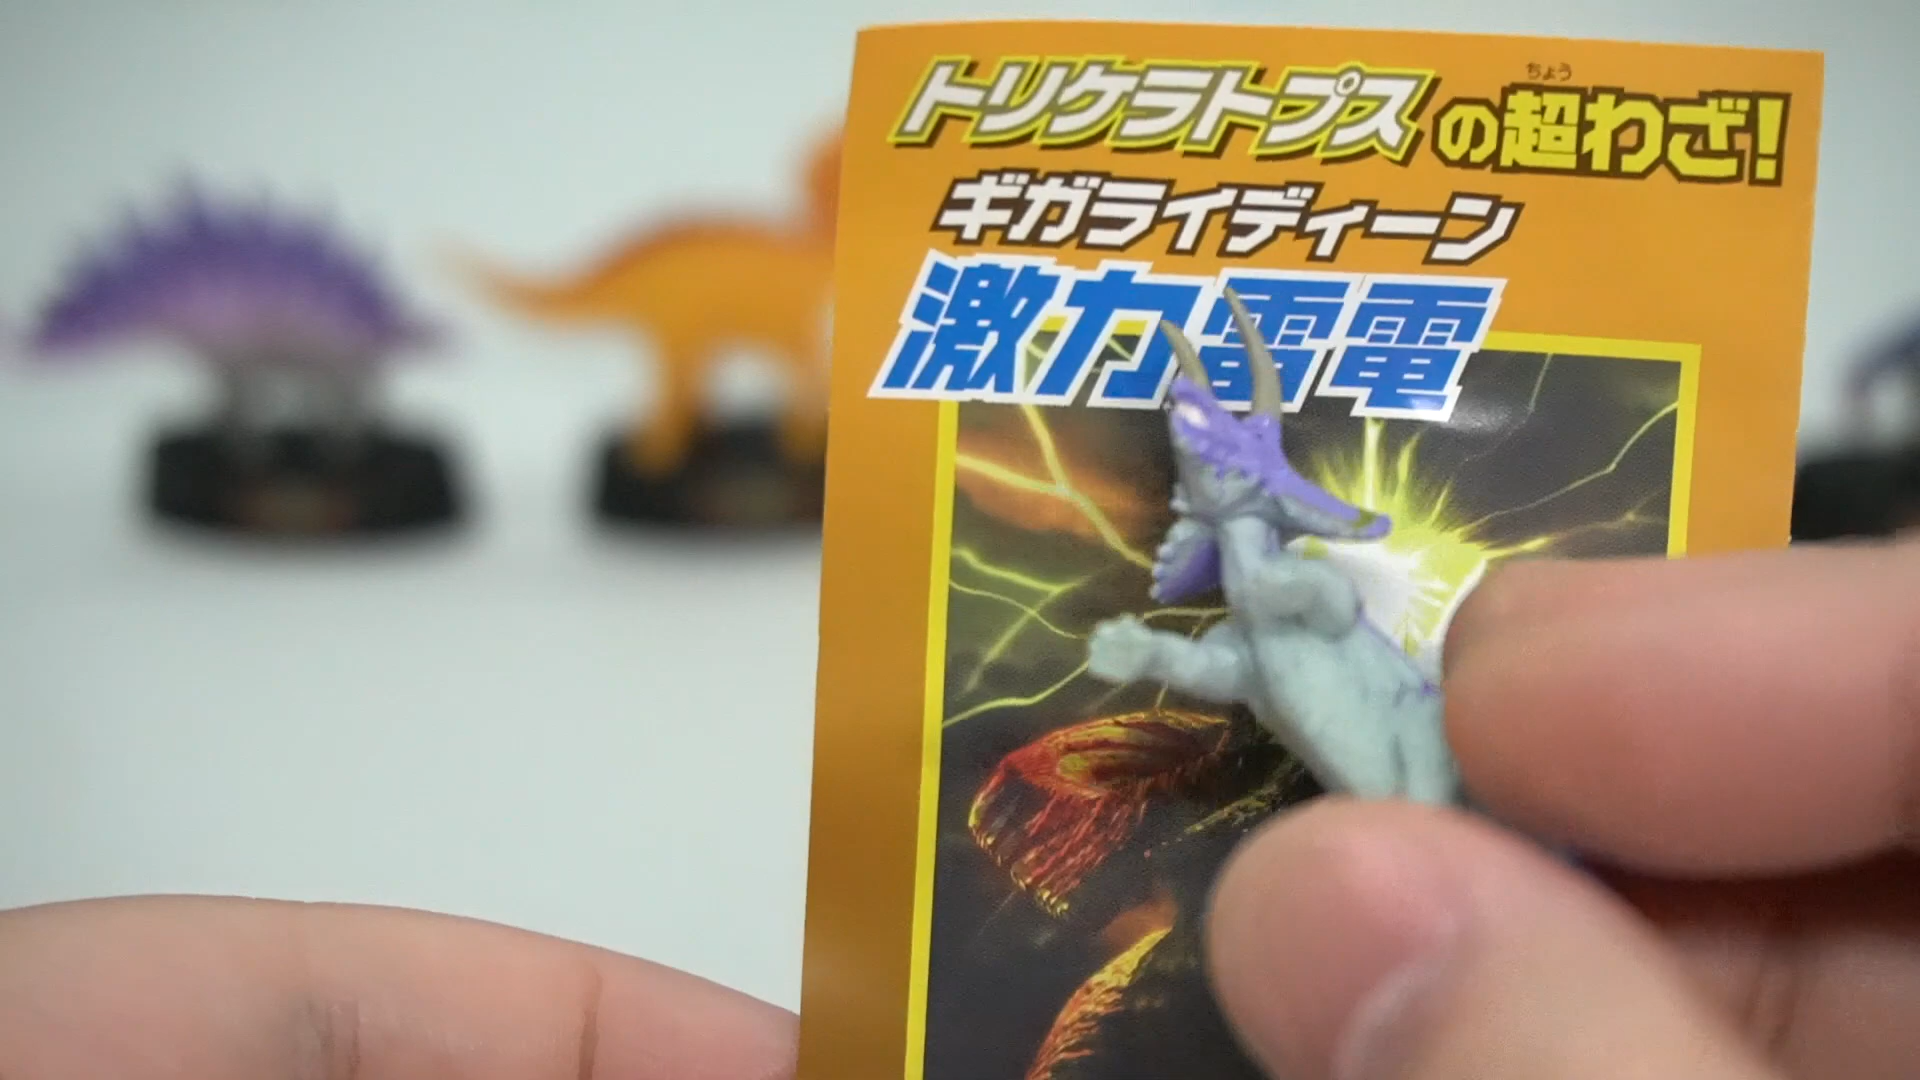 トリケラトプスの超わざ!
ちょう
ギガライディーン
激力雷電